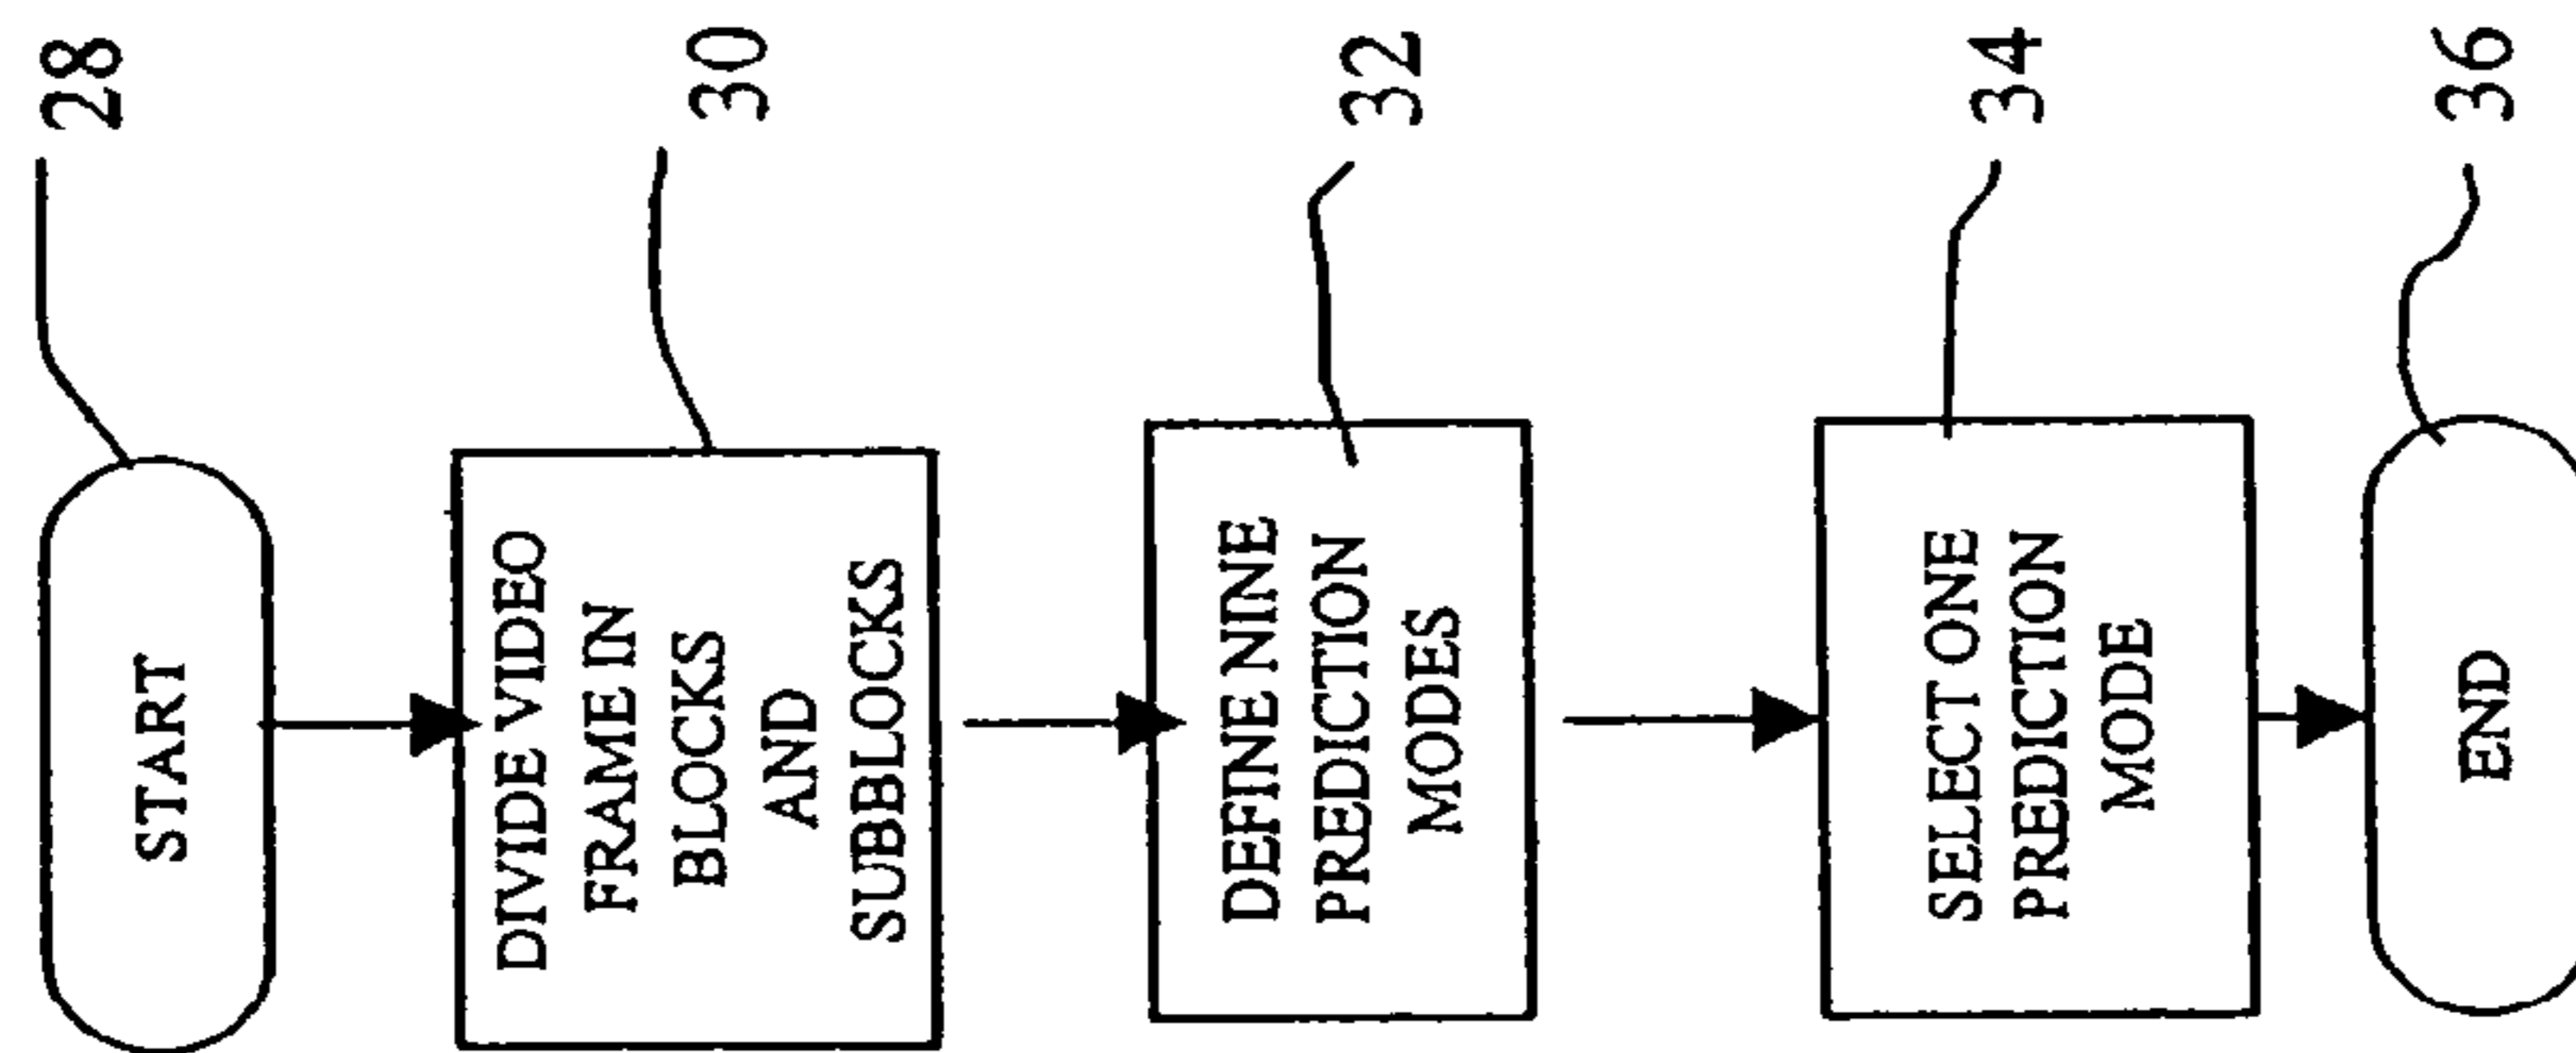 START
28
DIVIDE VIDEO
FRAME IN
BLOCKS
AND
SUBBLOCKS
30
DEFINE NINE
PREDICTION
MODES
32
SELECT ONE
PREDICTION
MODE
34
END
36